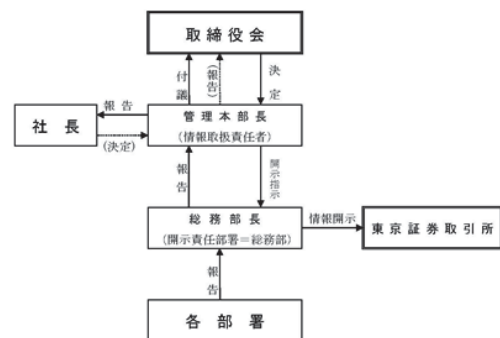 取締役会
付議
(報告)
決定
報告
社長
管理本部長
(情報取扱責任者)
(決定)
報告
開示指示
総務部長
(開示責任部署=総務部)
情報開示
東京証券取引所
報告
各部署